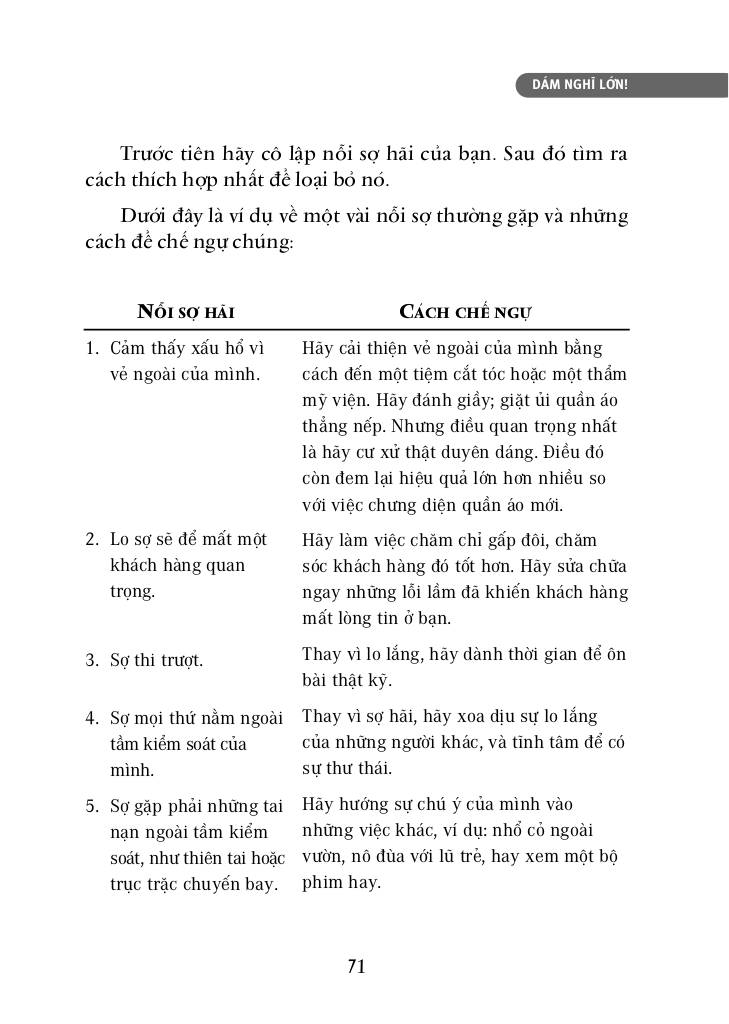 DÁM NGHĨ LỚN!
Trước tiên hãy cô lập nỗi sợ hãi của bạn. Sau đó tìm ra
cách thích hợp nhất để loại bỏ nó.
Dưới đây là ví dụ về một vài nỗi sợ thường gặp và những
cách để chế ngự chúng:
NỖI SỢ HÃI
CÁCH CHẾ NGỰ
1. Cảm thấy xấu hổ vì
vẻ ngoài của mình.
Hãy cải thiện vẻ ngoài của mình bằng
cách đến một tiệm cắt tóc hoặc một thẩm
mỹ viện. Hãy đánh giầy; giặt ủi quần áo
thẳng nếp. Nhưng điều quan trọng nhất
là hãy cư xử thật duyên dáng. Điều đó
còn đem lại hiệu quả lớn hơn nhiều so
với việc chưng diện quần áo mới.
2. Lo sợ sẽ để mất một
khách hàng quan
trọng.
Hãy làm việc chăm chỉ gấp đôi, chăm
sóc khách hàng đó tốt hơn. Hãy sửa chữa
ngay những lỗi lầm đã khiến khách hàng
mất lòng tin ở bạn.
3. Sợ thi trượt.
Thay vì lo lắng, hãy dành thời gian để ôn
bài thật kỹ.
4. Sợ mọi thứ nằm ngoài
tầm kiểm soát của
mình.
Thay vì sợ hãi, hãy xoa dịu sự lo lắng
của những người khác, và tĩnh tâm để có
sự thư thái.
5. Sợ gặp phải những tai
nạn ngoài tầm kiểm
soát, như thiên tai hoặc
trục trặc chuyến bay.
Hãy hướng sự chú ý của mình vào
những việc khác, ví dụ: nhổ cỏ ngoài
vườn, nô đùa với lũ trẻ, hay xem một bộ
phim hay.
71